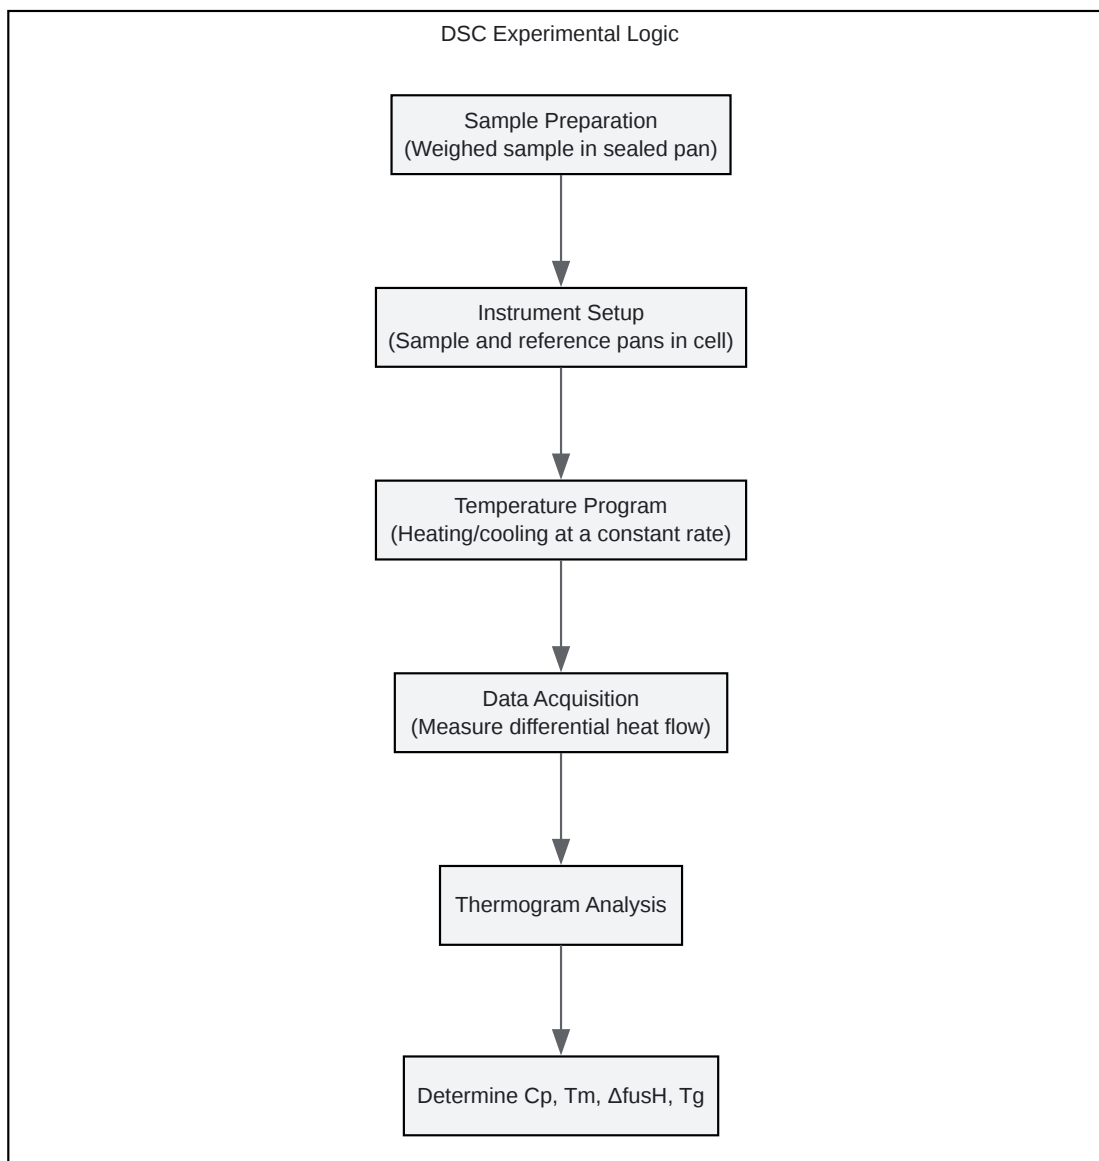 DSC Experimental Logic
Sample Preparation
(Weighed sample in sealed pan)
Instrument Setup
(Sample and reference pans in cell)
Temperature Program
(Heating/cooling at a constant rate)
Data Acquisition
(Measure differential heat flow)
Thermogram Analysis
Determine Cp, Tm, ΔfusH, Tg